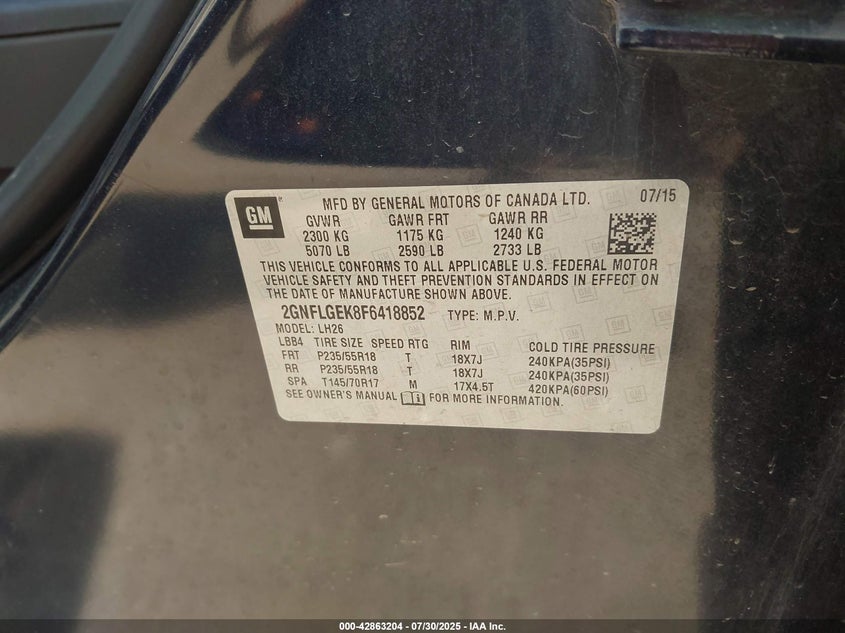 GM
MFD BY GENERAL MOTORS OF CANADA LTD. 07/15
GVWR GAWR FRT GAWR RR
2300 KG 1175 KG 1240 KG
5070 LB 2590 LB 2733 LB
THIS VEHICLE CONFORMS TO ALL APPLICABLE U.S. FEDERAL MOTOR
VEHICLE SAFETY AND THEFT PREVENTION STANDARDS IN EFFECT ON
THE DATE OF MANUFACTURE SHOWN ABOVE.
2GNFLGEK8F6418852 TYPE: M.P.V.
MODEL: LH26
LBB4 TIRE SIZE SPEED RTG RIM COLD TIRE PRESSURE
FRT P235/55R18 T 18X7J 240KPA(35PSI)
RR P235/55R18 T 18X7J 240KPA(35PSI)
SPA T145/70R17 M 17X4.5T 420KPA(60PSI)
SEE OWNER'S MANUAL FOR MORE INFORMATION.
000-42863204 - 07/30/2025 - IAA Inc.